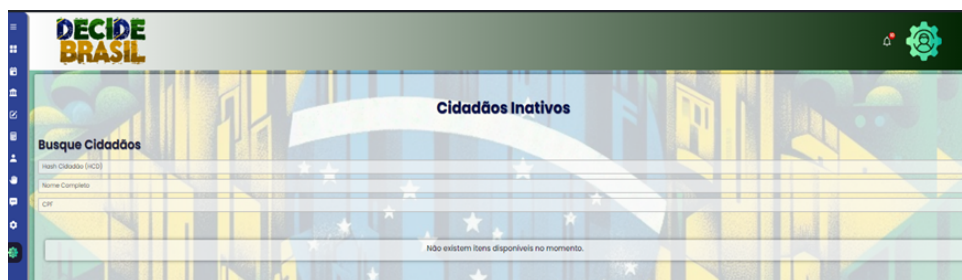 DECIDE
BRASIL
Cidadãos Inativos
Busque Cidadãos
Hash Cidadão (HCD)
Nome Completo
CPF
Não existem itens disponíveis no momento.